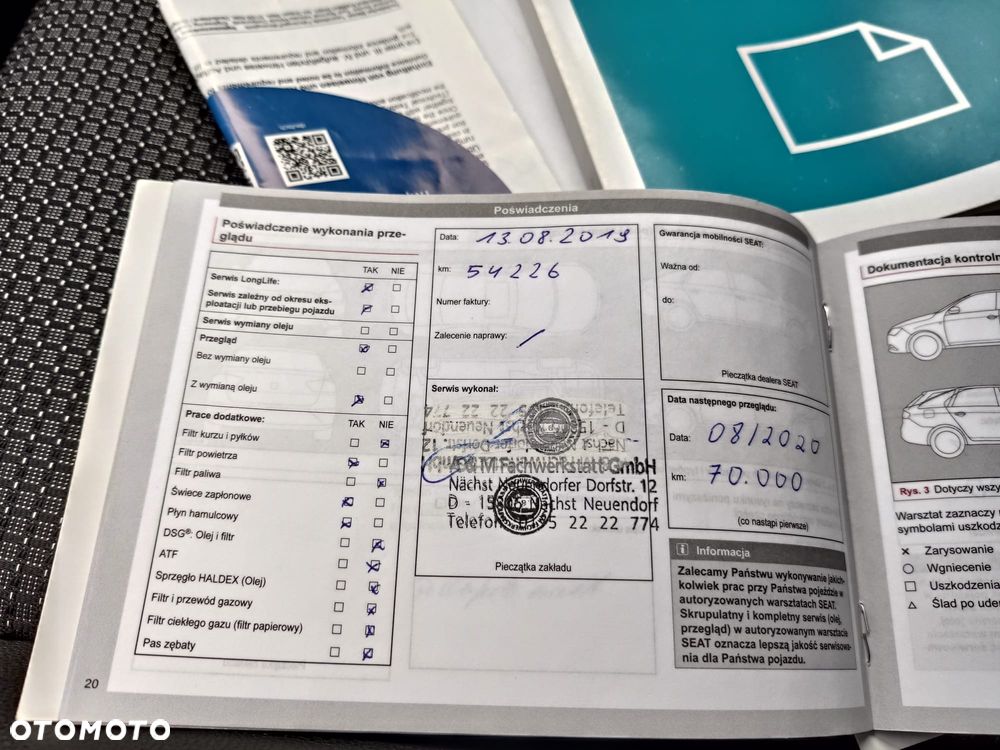 Poświadczenia
Poświadczenie wykonania prze-
glądu
TAK NIE
Serwis LongLife:
Serwis zależny od okresu eks-
ploatacji lub przebiegu pojazdu
Serwis wymiany oleju
Przegląd
Bez wymiany oleju
Z wymianą oleju
Prace dodatkowe: TAK NIE
Filtr kurzu i pyłków
Filtr powietrza
Filtr paliwa
Świece zapłonowe
Płyn hamulcowy
DSG®: Olej i filtr
ATF
Sprzęgło HALDEX (Olej)
Filtr i przewód gazowy
Filtr ciekłego gazu (filtr papierowy)
Pas zębaty
20
Data: 13.08.2019
km: 54226
Numer faktury:
Zalecenie naprawy:
Serwis wykonał:
Fachwerkstatt GmbH
Nächst Neuendorfer Dorfstr. 12
Nächst Neuendorf
22 22 774
Pieczątka zakładu
Gwarancja mobilności SEAT:
Ważna od:
do:
Pieczątka dealera SEAT
Data następnego przeglądu:
Data: 08/2020
km: 70.000
(co nastąpi pierwsze)
i Informacja
Zalecamy Państwu wykonywanie jakich-
kolwiek prac przy Państwa pojeździe w
autoryzowanych warsztatach SEAT.
Skrupulatny i kompletny serwis (olej,
przegląd) w autoryzowanym warsztacie
SEAT oznacza lepszą jakość serwisowa-
nia dla Państwa pojazdu.
Dokumentacja kontroln
Rys. 3 Dotyczy wszy
Warsztat zaznaczy
symbolami uszkodz
Zarysowanie
Wgniecenie
Uszkodzenia
Ślad po uder
OTOMOTO